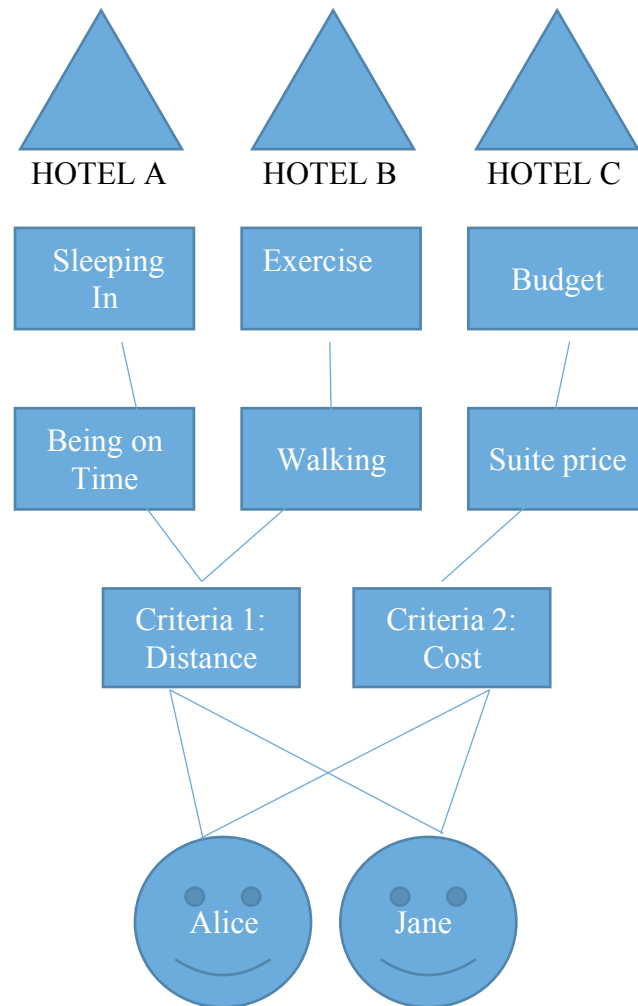 HOTEL A
HOTEL B
HOTEL C
Sleeping
In
Exercise
Budget
Being on
Time
Walking
Suite price
Criteria 1:
Distance
Criteria 2:
Cost
Alice
Jane